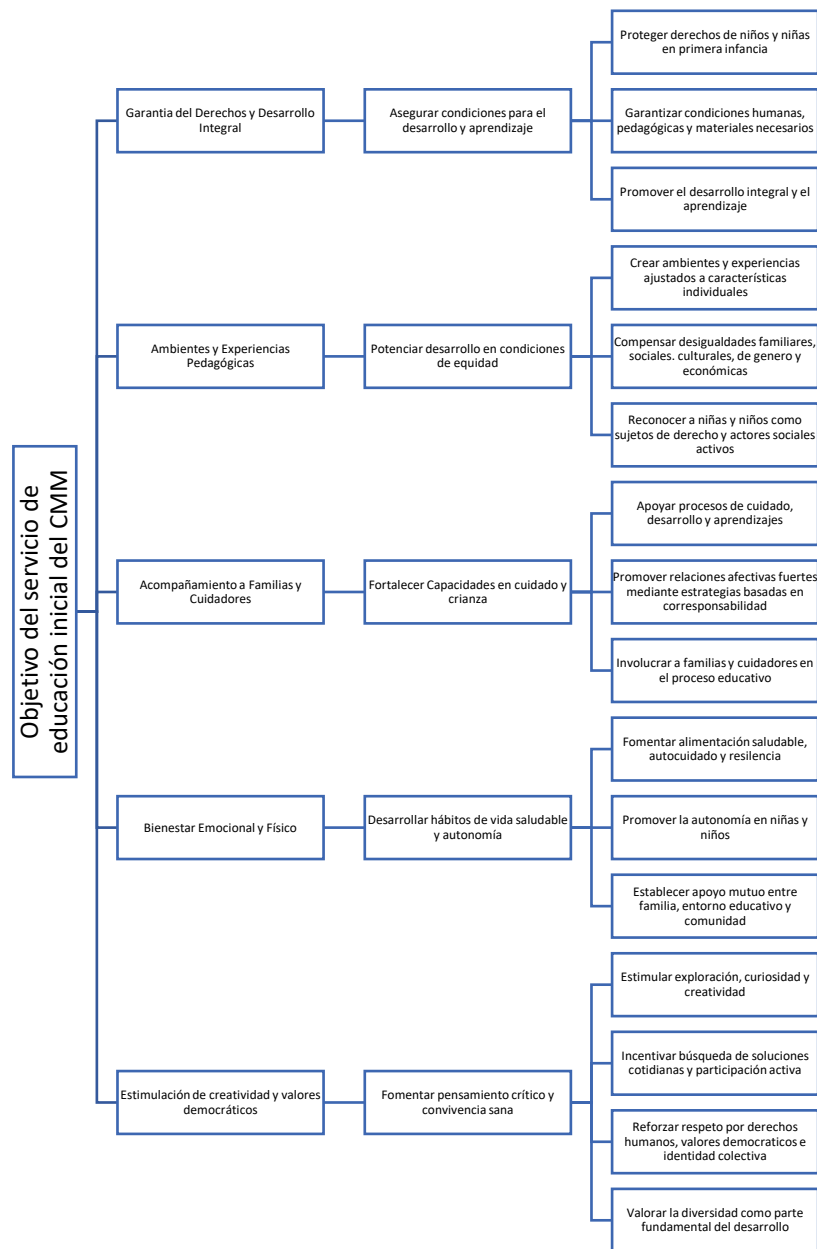 Objetivo del servicio de
educación inicial del CMM
Garantia del Derechos y Desarrollo
Integral
Asegurar condiciones para el
desarrollo y aprendizaje
Proteger derechos de niños y niñas
en primera infancia
Garantizar condiciones humanas,
pedagógicas y materiales necesarios
Promover el desarrollo integral y el
aprendizaje
Ambientes y Experiencias
Pedagógicas
Potenciar desarrollo en condiciones
de equidad
Crear ambientes y experiencias
ajustados a características
individuales
Compensar desigualdades familiares,
sociales. culturales, de genero y
económicas
Reconocer a niñas y niños como
sujetos de derecho y actores sociales
activos
Acompañamiento a Familias y
Cuidadores
Fortalecer Capacidades en cuidado y
crianza
Apoyar procesos de cuidado,
desarrollo y aprendizajes
Promover relaciones afectivas fuertes
mediante estrategias basadas en
corresponsabilidad
Involucrar a familias y cuidadores en
el proceso educativo
Bienestar Emocional y Físico
Desarrollar hábitos de vida saludable
y autonomía
Fomentar alimentación saludable,
autocuidado y resilencia
Promover la autonomía en niñas y
niños
Establecer apoyo mutuo entre
familia, entorno educativo y
comunidad
Estimulación de creatividad y valores
democráticos
Fomentar pensamiento crítico y
convivencia sana
Estimular exploración, curiosidad y
creatividad
Incentivar búsqueda de soluciones
cotidianas y participación activa
Reforzar respeto por derechos
humanos, valores democraticos e
identidad colectiva
Valorar la diversidad como parte
fundamental del desarrollo